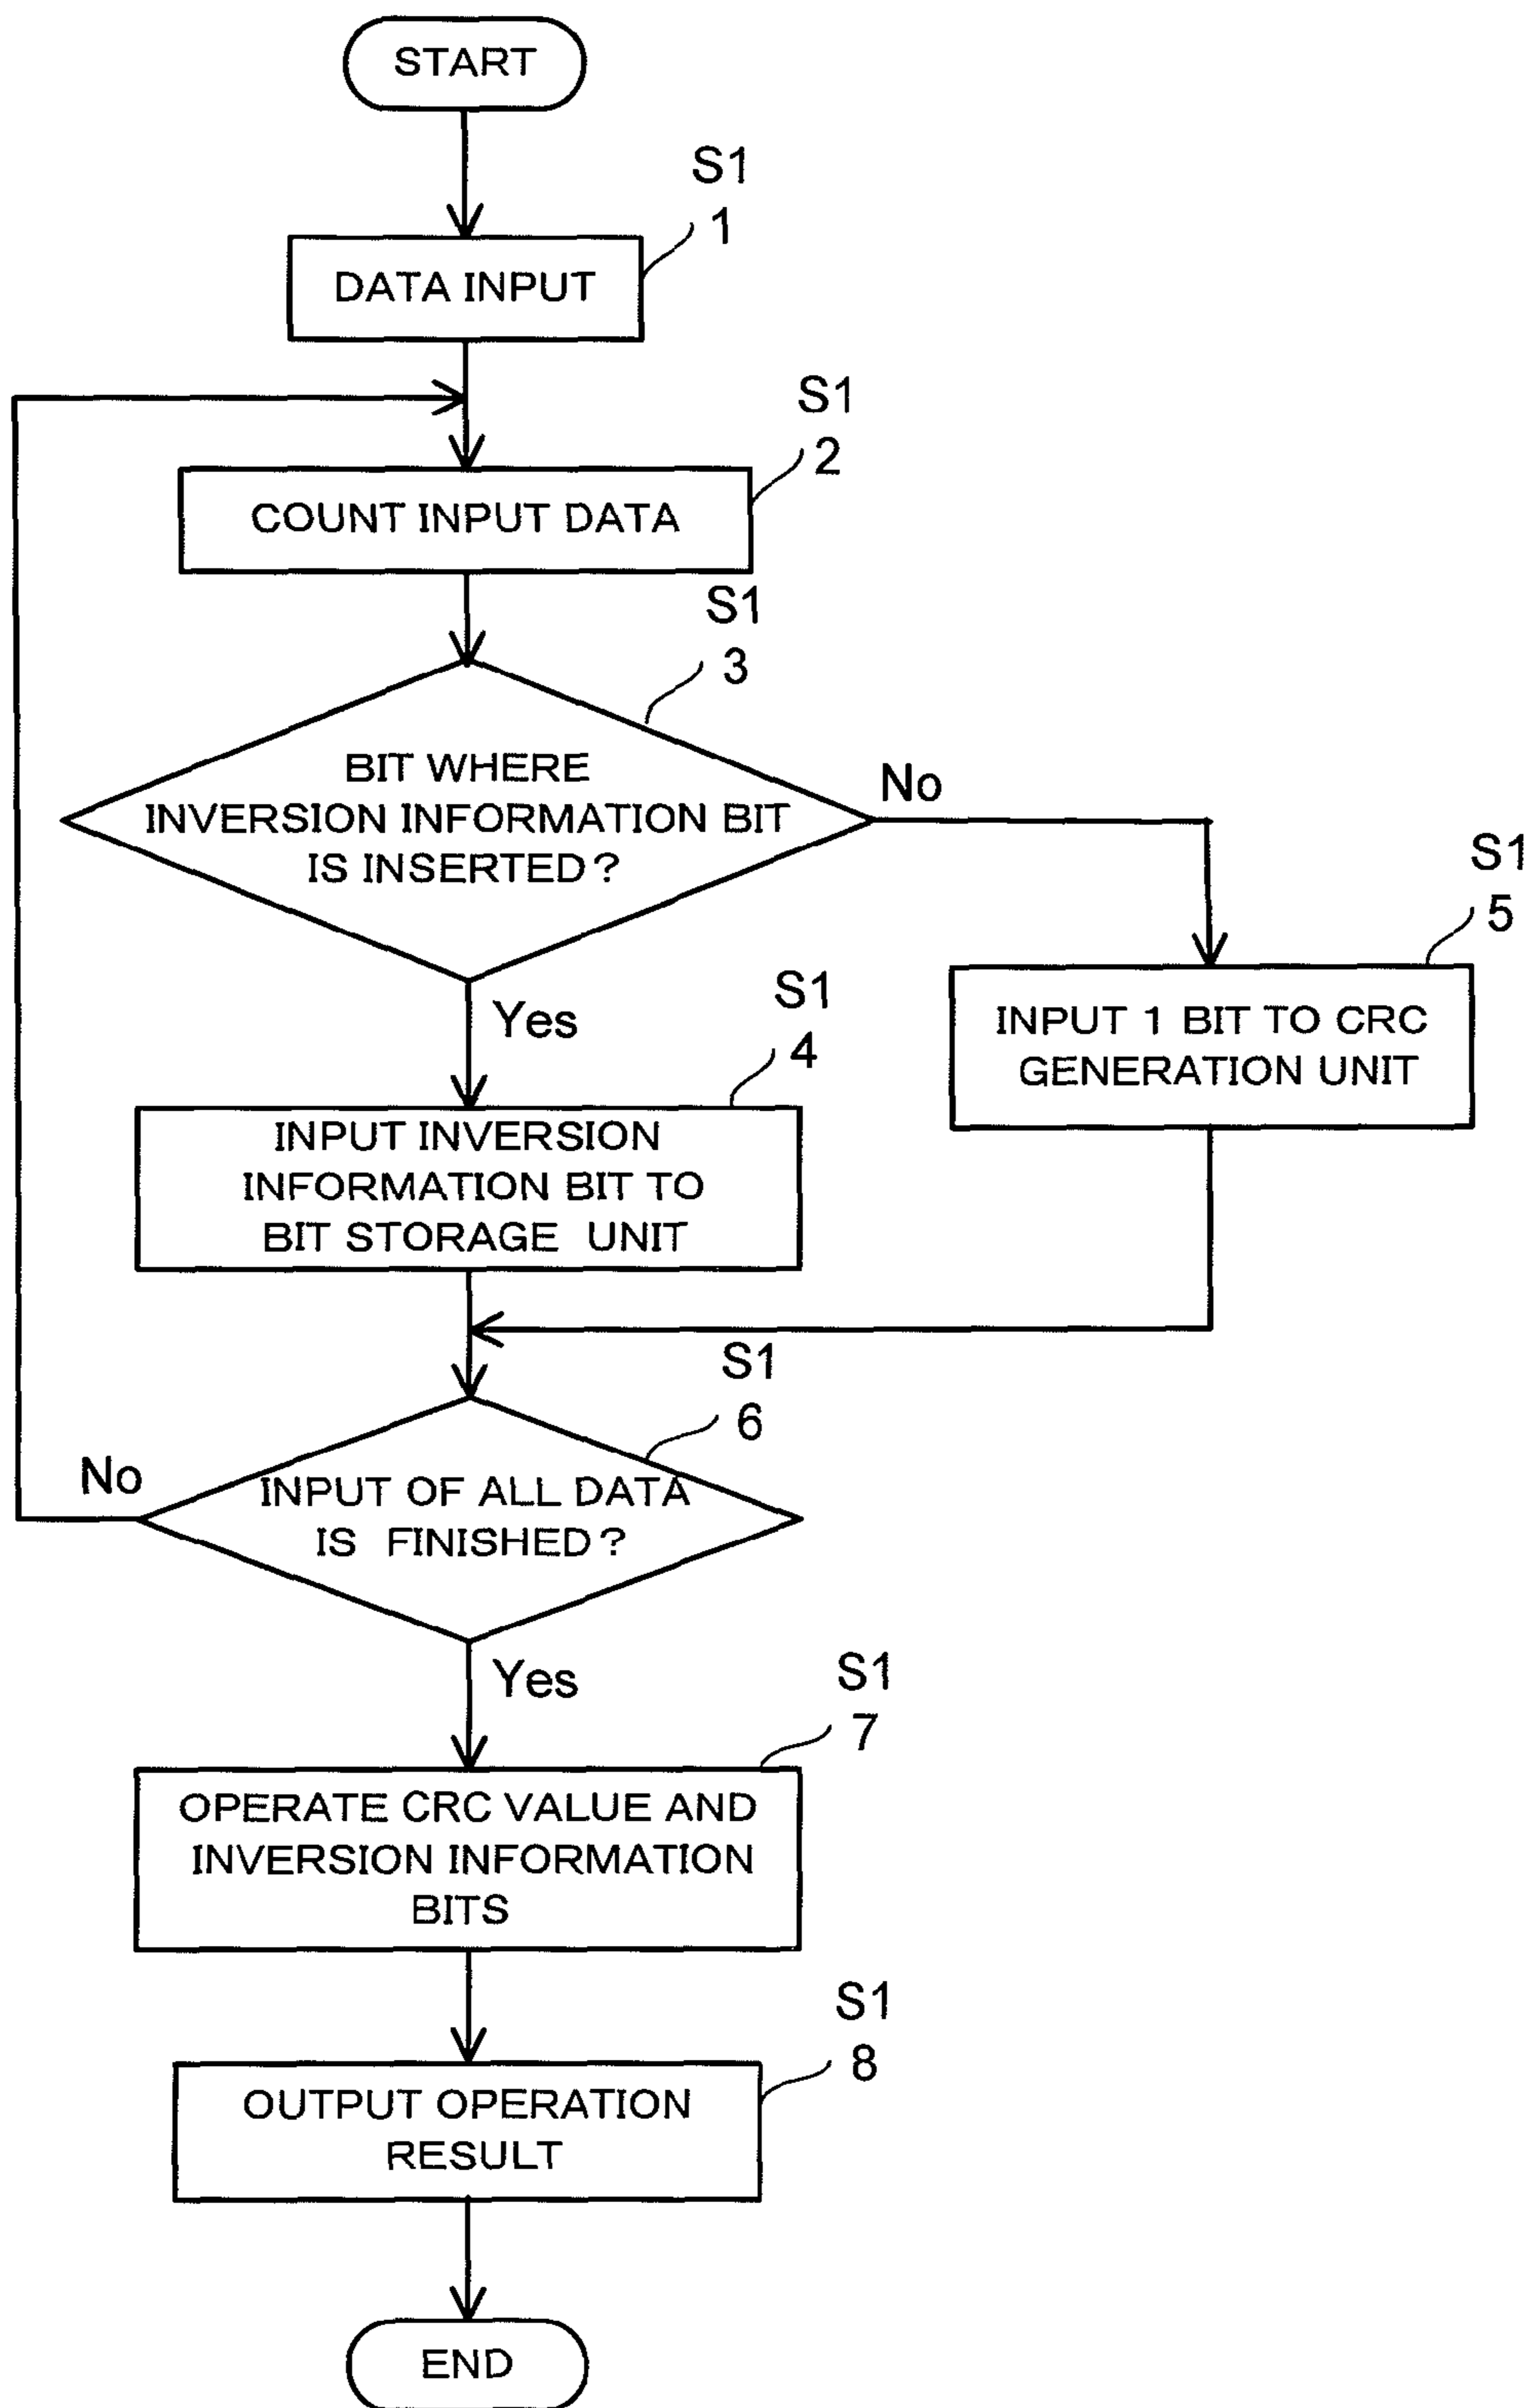 START
S1
1
DATA INPUT
S1
2
COUNT INPUT DATA
S1
3
BIT WHERE
INVERSION INFORMATION BIT
IS INSERTED?
No
Yes
S1
4
INPUT INVERSION
INFORMATION BIT TO
BIT STORAGE UNIT
S1
5
INPUT 1 BIT TO CRC
GENERATION UNIT
S1
6
INPUT OF ALL DATA
IS FINISHED?
No
Yes
S1
7
OPERATE CRC VALUE AND
INVERSION INFORMATION
BITS
S1
8
OUTPUT OPERATION
RESULT
END